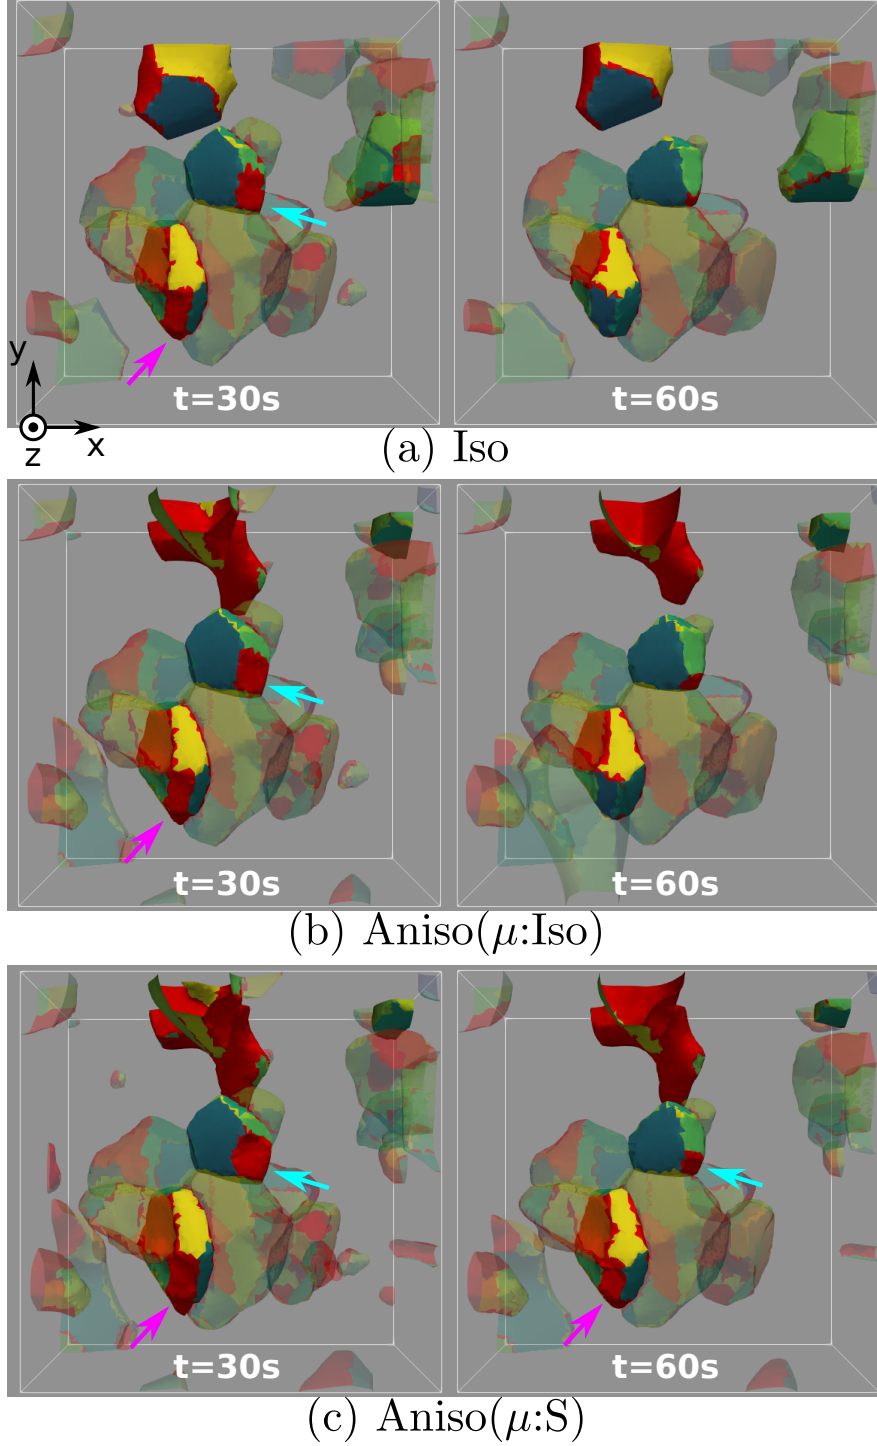 t=30s
t=60s
y
z
x
(a) Iso
t=30s
t=60s
(b) Aniso(μ:Iso)
t=30s
t=60s
(c) Aniso(μ:S)